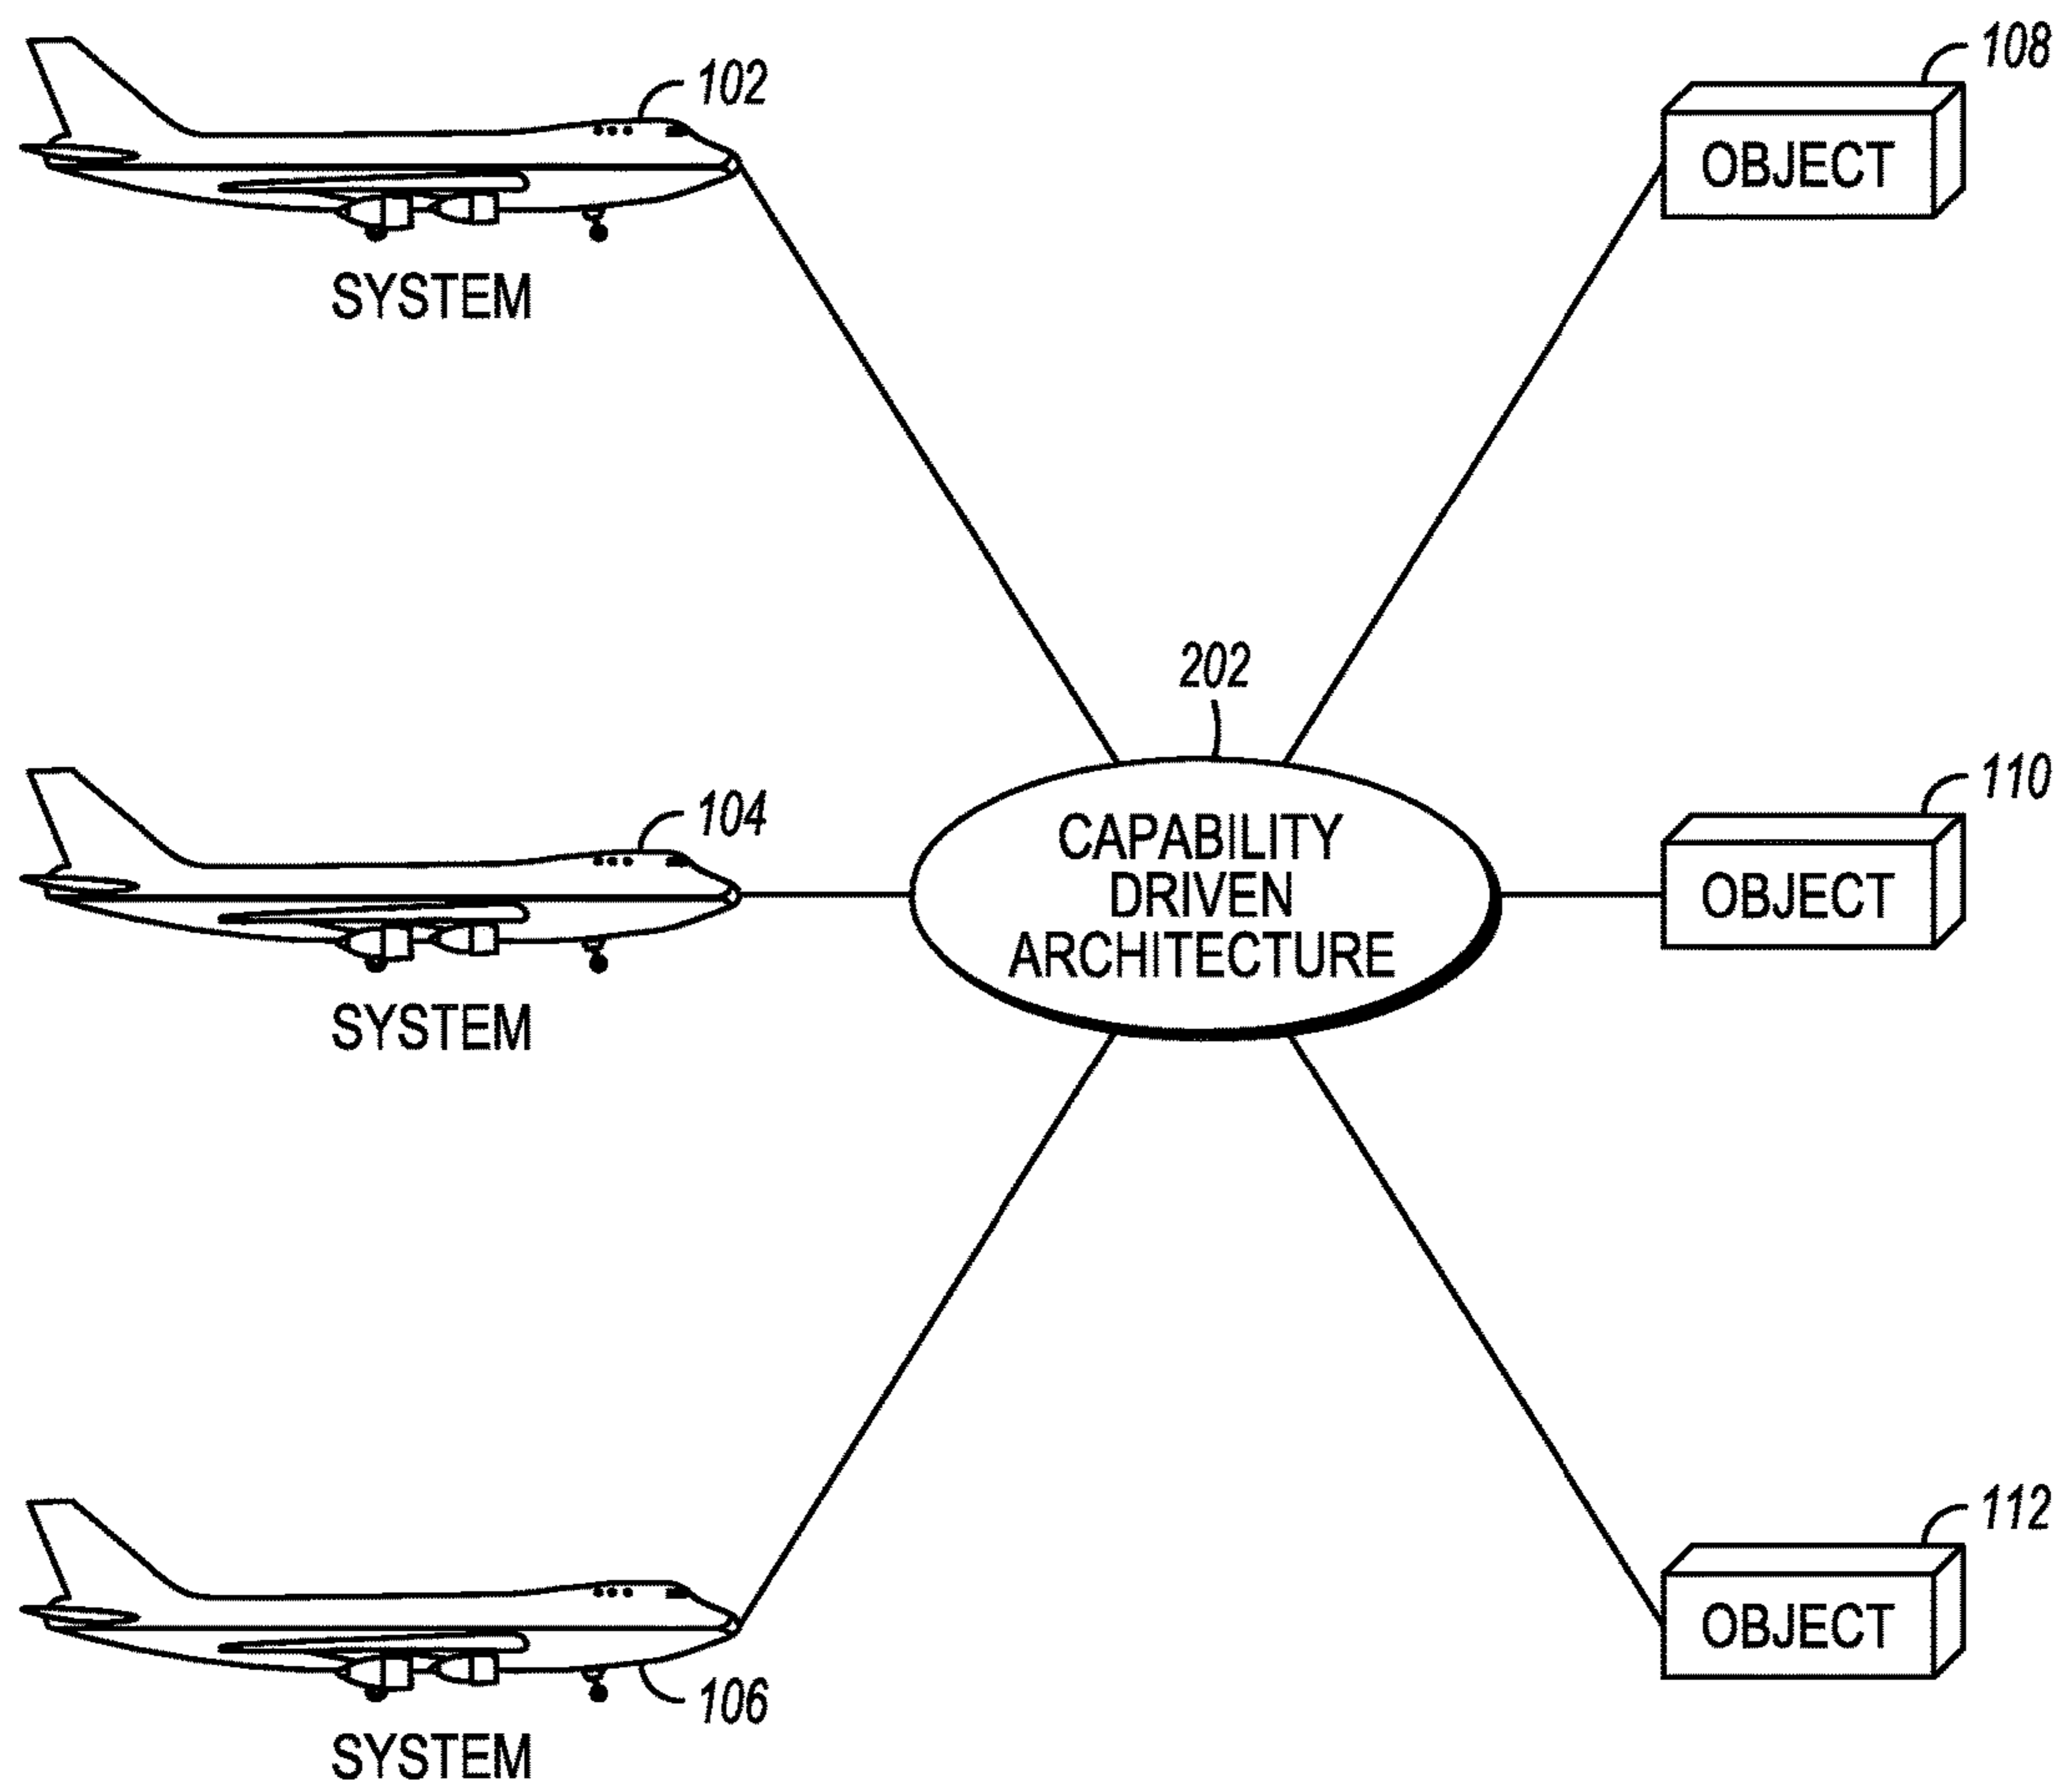 102
108
OBJECT
SYSTEM
202
104
110
CAPABILITY
DRIVEN
ARCHITECTURE
OBJECT
SYSTEM
112
OBJECT
106
SYSTEM